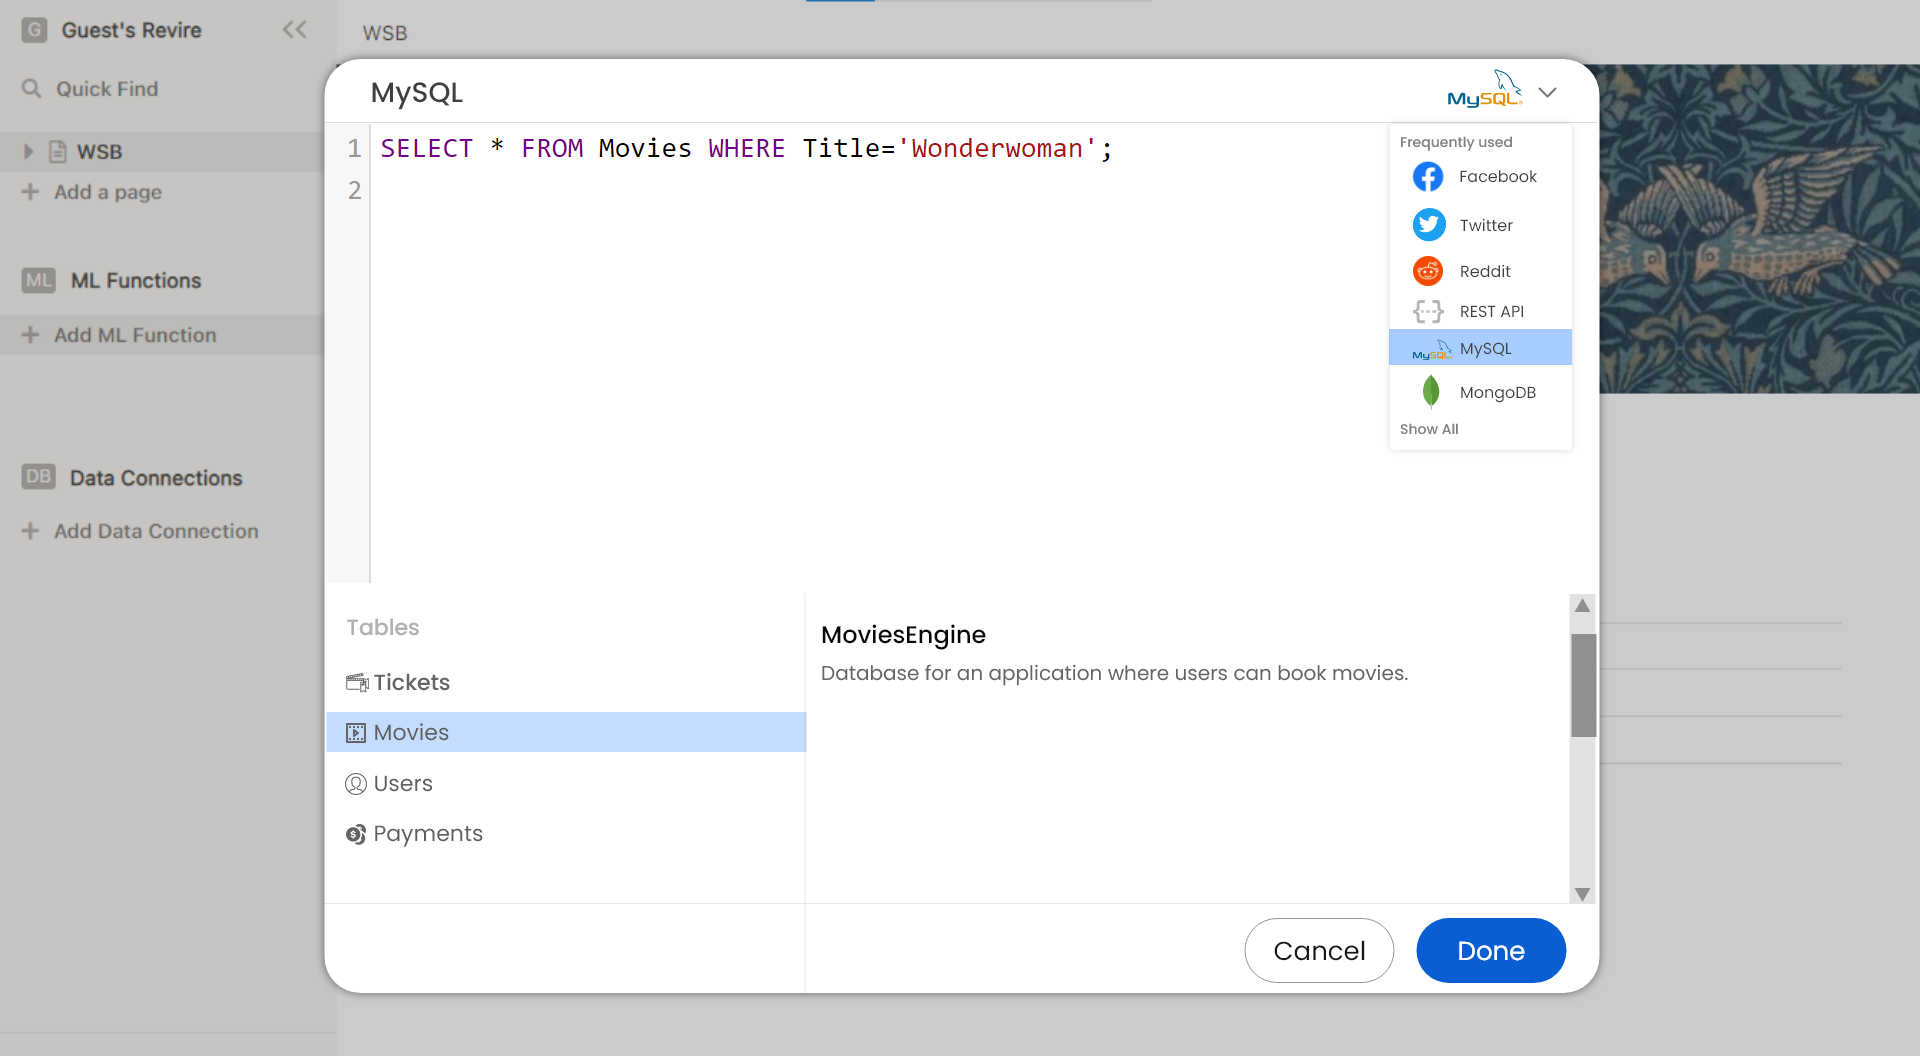 G Guest's Revire
WSB
Quick Find
WSB
Add a page
ML ML Functions
Add ML Function
DB Data Connections
Add Data Connection
MySQL
MySQL
1 SELECT * FROM Movies WHERE Title='Wonderwoman';
2
Frequently used
Facebook
Twitter
Reddit
REST API
MySQL MySQL
MongoDB
Show All
Tables
Tickets
Movies
Users
Payments
MoviesEngine
Database for an application where users can book movies.
Cancel
Done